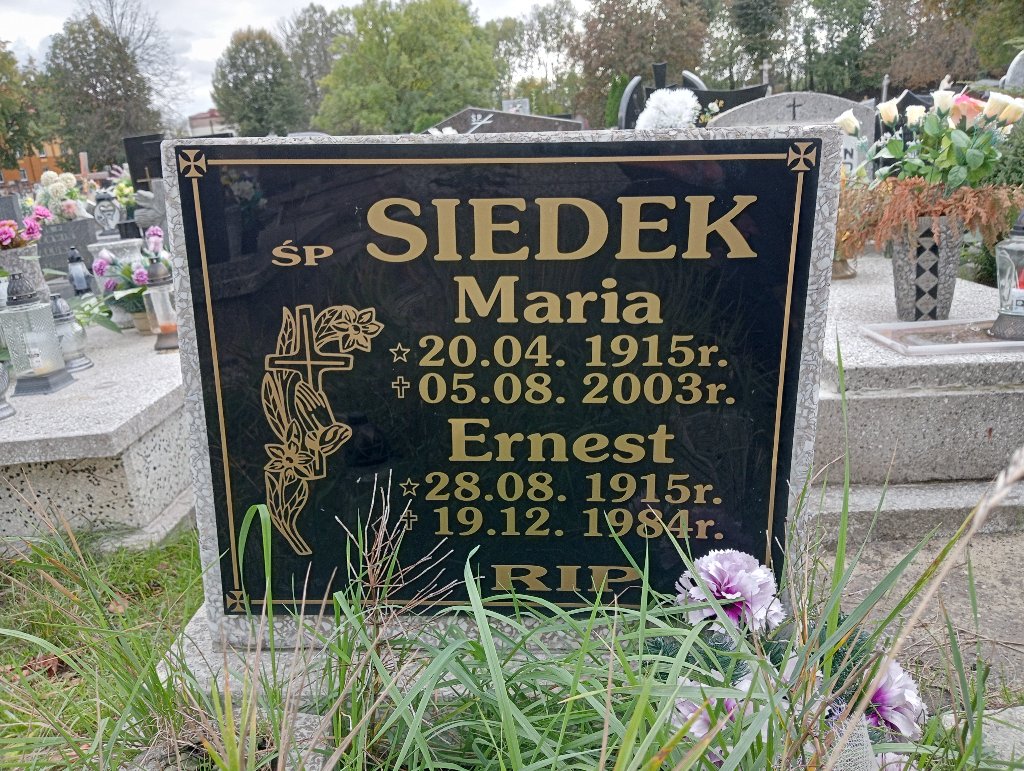 ŚP SIEDEK
Maria
20.04. 1915r.
05.08. 2003r.
Ernest
28.08. 1915r.
19.12. 1984r.
RIP